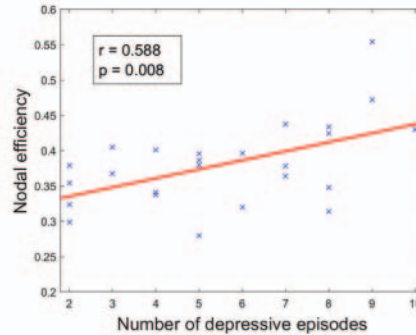 0.6
0.55
r = 0.588
p = 0.008
0.5
0.45
0.4
0.35
0.3
0.25
0.2
Nodal efficiency
2 3 4 5 6 7 8 9 10
Number of depressive episodes